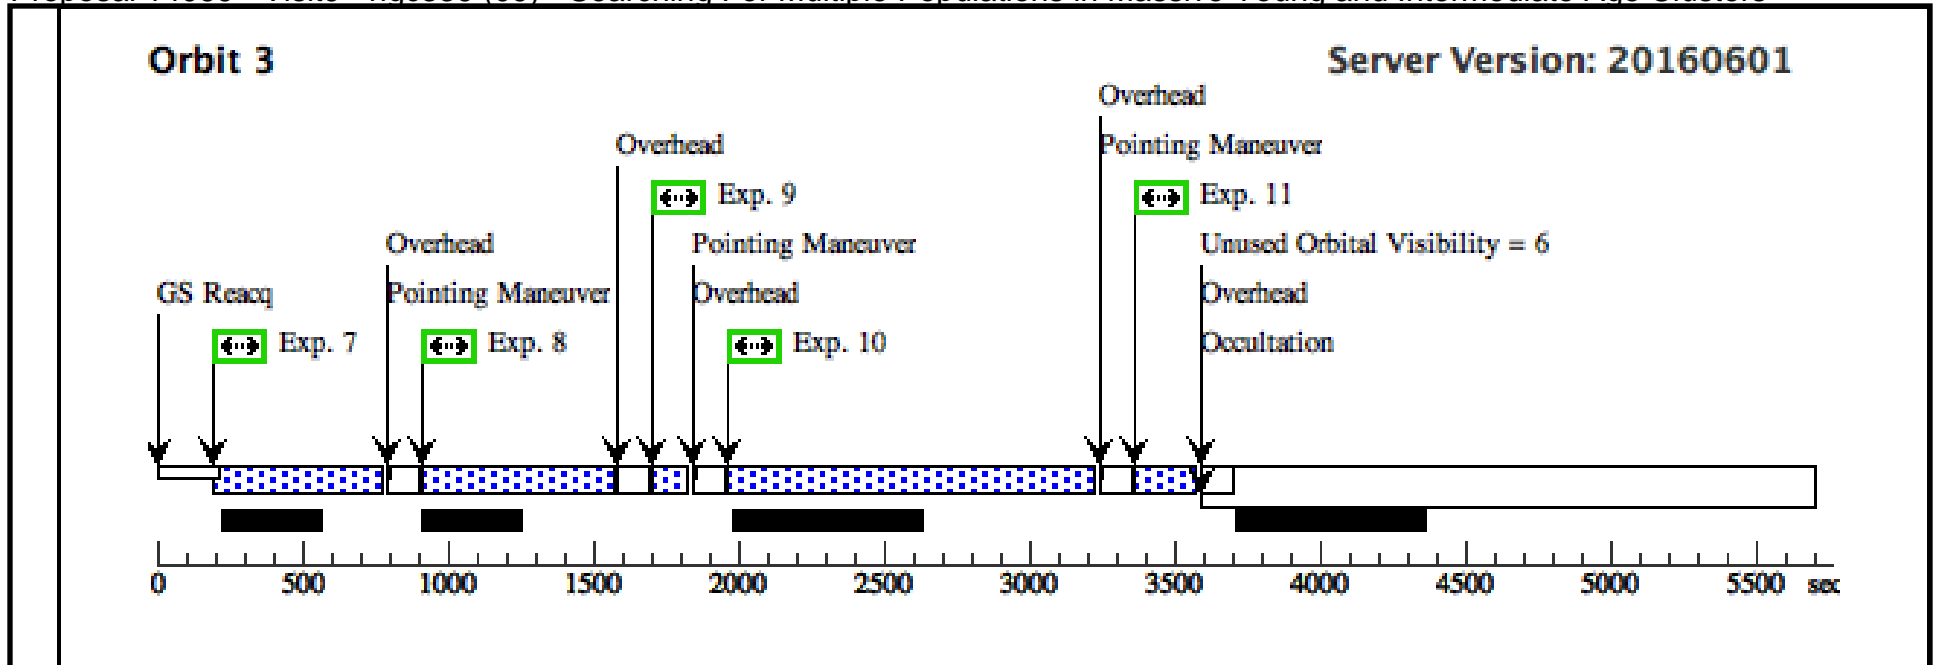 Orbit 3
Server Version: 20160601
Overhead
Overhead
Pointing Maneuver
Exp. 9
Exp. 11
Overhead
Pointing Maneuver
Unused Orbital Visibility = 6
GS Reacq
Pointing Maneuver
Overhead
Overhead
Exp. 7
Exp. 8
Exp. 10
Occultation
0 500 1000 1500 2000 2500 3000 3500 4000 4500 5000 5500 sec